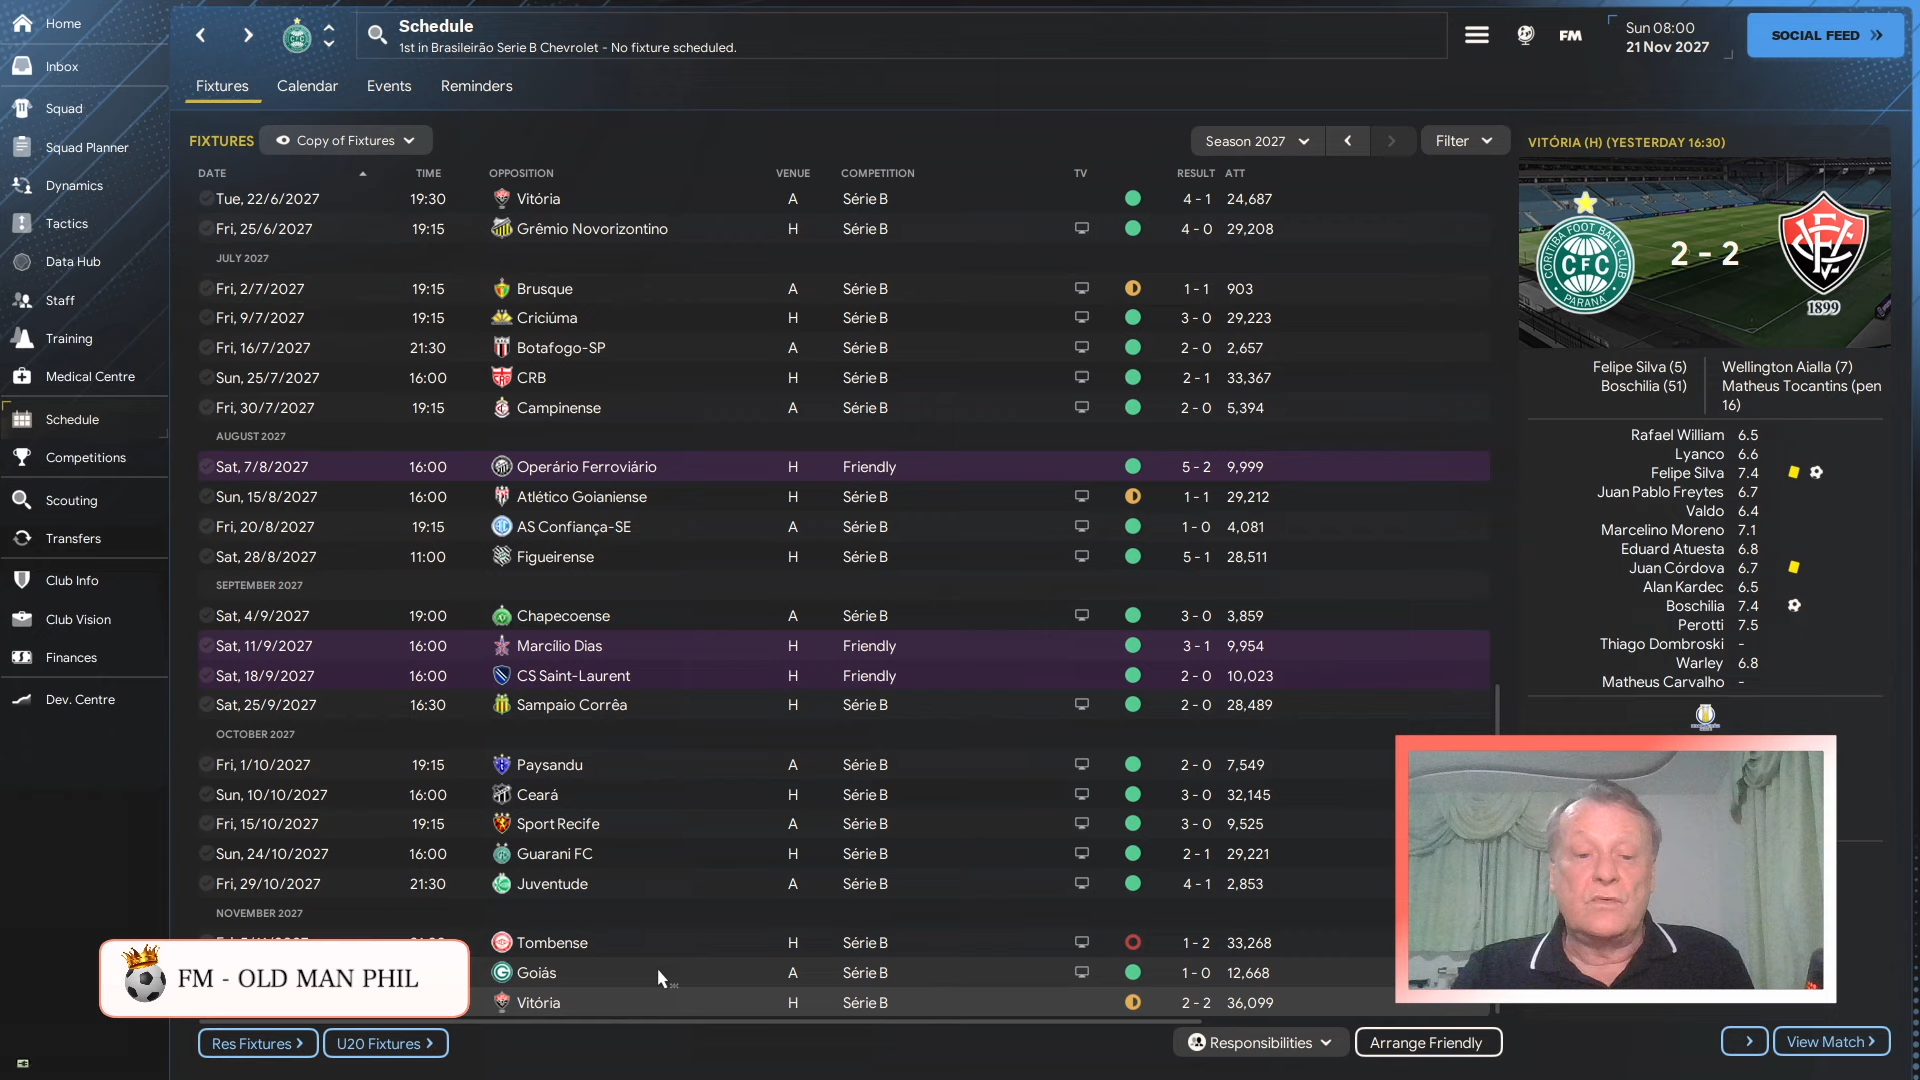 Home
Inbox
Squad
Squad Planner
Dynamics
Tactics
Data Hub
Staff
Training
Medical Centre
Schedule
Competitions
Scouting
Transfers
Club Info
Club Vision
Finances
Dev. Centre
Schedule
1st in Brasileirão Serie B Chevrolet - No fixture scheduled.
FM
Sun 08:00
21 Nov 2027
SOCIAL FEED
Fixtures Calendar Events Reminders
FIXTURES Copy of Fixtures Season 2027 Filter
DATE TIME OPPOSITION VENUE COMPETITION TV RESULT ATT
Tue, 22/6/2027 19:30 Vitória A Série B 4 - 1 24,687
Fri, 25/6/2027 19:15 Grêmio Novorizontino H Série B 4 - 0 29,208
JULY 2027
Fri, 2/7/2027 19:15 Brusque A Série B 1 - 1 903
Fri, 9/7/2027 19:15 Criciúma H Série B 3 - 0 29,223
Fri, 16/7/2027 21:30 Botafogo-SP A Série B 2 - 0 2,657
Sun, 25/7/2027 16:00 CRB H Série B 2 - 1 33,367
Fri, 30/7/2027 19:15 Campinense A Série B 2 - 0 5,394
AUGUST 2027
Sat, 7/8/2027 16:00 Operário Ferroviário H Friendly 5 - 2 9,999
Sun, 15/8/2027 16:00 Atlético Goianiense H Série B 1 - 1 29,212
Fri, 20/8/2027 19:15 AS Confiança-SE A Série B 1 - 0 4,081
Sat, 28/8/2027 11:00 Figueirense H Série B 5 - 1 28,511
SEPTEMBER 2027
Sat, 4/9/2027 19:00 Chapecoense A Série B 3 - 0 3,859
Sat, 11/9/2027 16:00 Marcílio Dias H Friendly 3 - 1 9,954
Sat, 18/9/2027 16:00 CS Saint-Laurent H Friendly 2 - 0 10,023
Sat, 25/9/2027 16:30 Sampaio Corrêa H Série B 2 - 0 28,489
OCTOBER 2027
Fri, 1/10/2027 19:15 Paysandu A Série B 2 - 0 7,549
Sun, 10/10/2027 16:00 Ceará H Série B 3 - 0 32,145
Fri, 15/10/2027 19:15 Sport Recife A Série B 3 - 0 9,525
Sun, 24/10/2027 16:00 Guarani FC H Série B 2 - 1 29,221
Fri, 29/10/2027 21:30 Juventude A Série B 4 - 1 2,853
NOVEMBER 2027
Tombense H Série B 1 - 2 33,268
Goiás A Série B 1 - 0 12,668
Vitória H Série B 2 - 2 36,099
FM - OLD MAN PHIL
Res Fixtures U20 Fixtures Responsibilities Arrange Friendly View Match
VITÓRIA (H) (YESTERDAY 16:30)
CORITIBA FOOT BALL CLUB
CFC
PARANÁ
2 - 2
1899
Felipe Silva (5)
Boschilia (51)
Wellington Aialla (7)
Matheus Tocantins (pen
16)
Rafael William 6.5
Lyanco 6.6
Felipe Silva 7.4
Juan Pablo Freytes 6.7
Valdo 6.4
Marcelino Moreno 7.1
Eduard Atuesta 6.8
Juan Córdova 6.7
Alan Kardec 6.5
Boschilia 7.4
Perotti 7.5
Thiago Dombroski -
Warley 6.8
Matheus Carvalho -